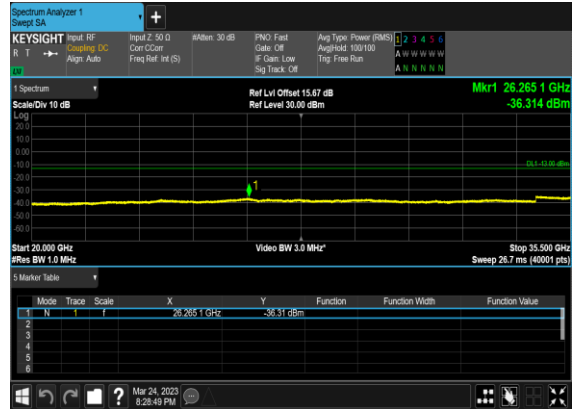 Spectrum Analyzer 1
Swept SA
KEYSIGHT
R T
Input: RF
Coupling: DC
Align: Auto
Input Z: 50 Ω
Corr CCorr
Freq Ref: Int (S)
#Atten: 30 dB
PNO: Fast
Gate: Off
IF Gain: Low
Sig Track: Off
Avg Type: Power (RMS)
Avg|Hold: 100/100
Trig: Free Run
1 2 3 4 5 6
A W W W W W
A N N N N N
1 Spectrum
Scale/Div 10 dB
Ref Lvl Offset 15.67 dB
Ref Level 30.00 dBm
Mkr1 26.265 1 GHz
-36.314 dBm
Log
20.0
10.0
0.00
-10.0
-20.0
-30.0
-40.0
-50.0
-60.0
DL1 -13.00 dBm
1
Start 20.000 GHz
#Res BW 1.0 MHz
Video BW 3.0 MHz*
Stop 35.500 GHz
Sweep 26.7 ms (40001 pts)
5 Marker Table
Mode Trace Scale X Y Function Function Width Function Value
1 N 1 f 26.265 1 GHz -36.31 dBm
2
3
4
5
6
?
Mar 24, 2023
8:28:49 PM